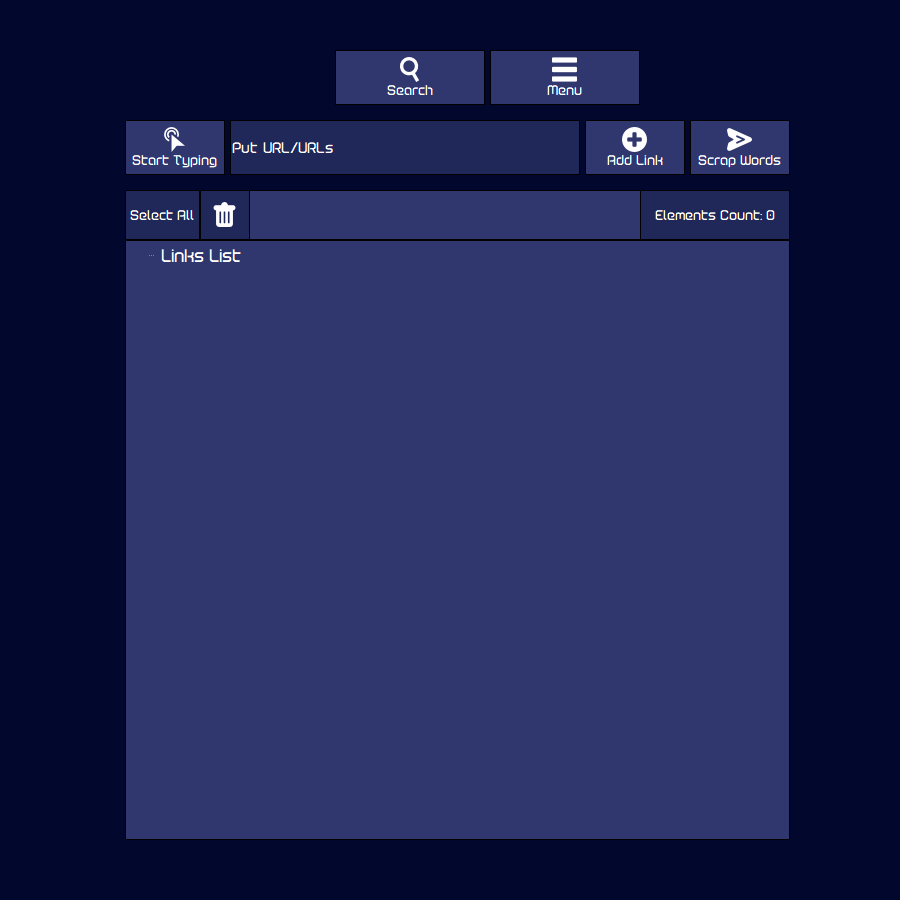 Search
Menu
Start Typing
Put URL/URLs
Add Link
Scrap Words
Select All
Elements Count: 0
Links List